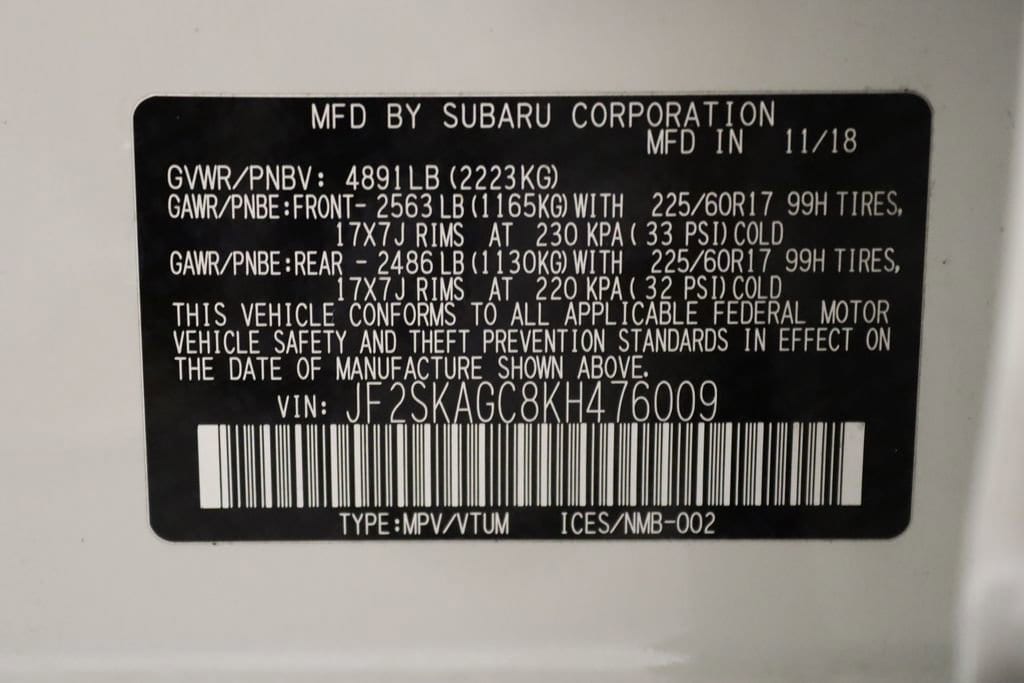 MFD BY SUBARU CORPORATION
MFD IN 11/18
GVWR/PNBV: 4891LB (2223KG)
GAWR/PNBE:FRONT- 2563 LB (1165KG) WITH 225/60R17 99H TIRES,
17X7J RIMS AT 230 KPA ( 33 PSI) COLD
GAWR/PNBE:REAR - 2486 LB (1130KG) WITH 225/60R17 99H TIRES,
17X7J RIMS AT 220 KPA ( 32 PSI) COLD
THIS VEHICLE CONFORMS TO ALL APPLICABLE FEDERAL MOTOR
VEHICLE SAFETY AND THEFT PREVENTION STANDARDS IN EFFECT ON
THE DATE OF MANUFACTURE SHOWN ABOVE.
VIN: JF2SKAGC8KH476009
TYPE:MPV/VTUM ICES/NMB-002